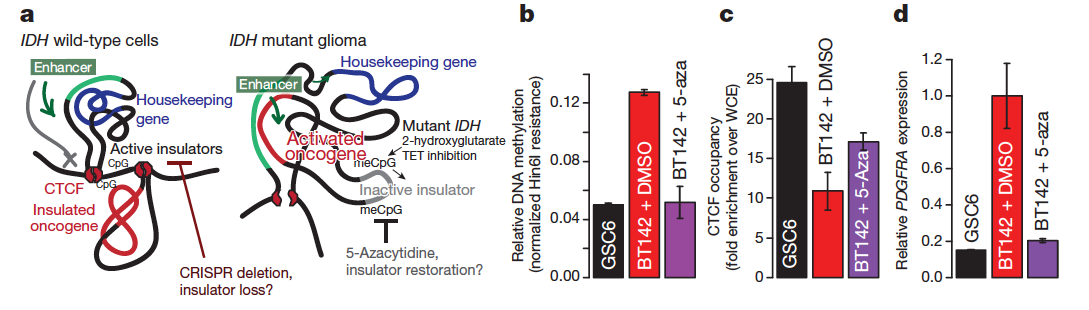 a
IDH wild-type cells
Enhancer
Housekeeping
gene
Active insulators
CpG
CpG
CTCF
Insulated
oncogene
CRISPR deletion,
insulator loss?
IDH mutant glioma
Housekeeping gene
Enhancer
Activated
oncogene
Mutant IDH
2-hydroxyglutarate
TET inhibition
meCpG
Inactive insulator
meCpG
5-Azacytidine,
insulator restoration?
b
Relative DNA methylation
(normalized Hin6I resistance)
0.12
0.08
0.04
0.00
GSC6
BT142 + DMSO
BT142 + 5-aza
c
CTCF occupancy
(fold enrichment over WCE)
25
20
15
10
5
0
GSC6
BT142 + DMSO
BT142 + 5-Aza
d
Relative PDGFRA expression
1.2
1.0
0.8
0.6
0.4
0.2
0.0
GSC6
BT142 + DMSO
BT142 + 5-aza